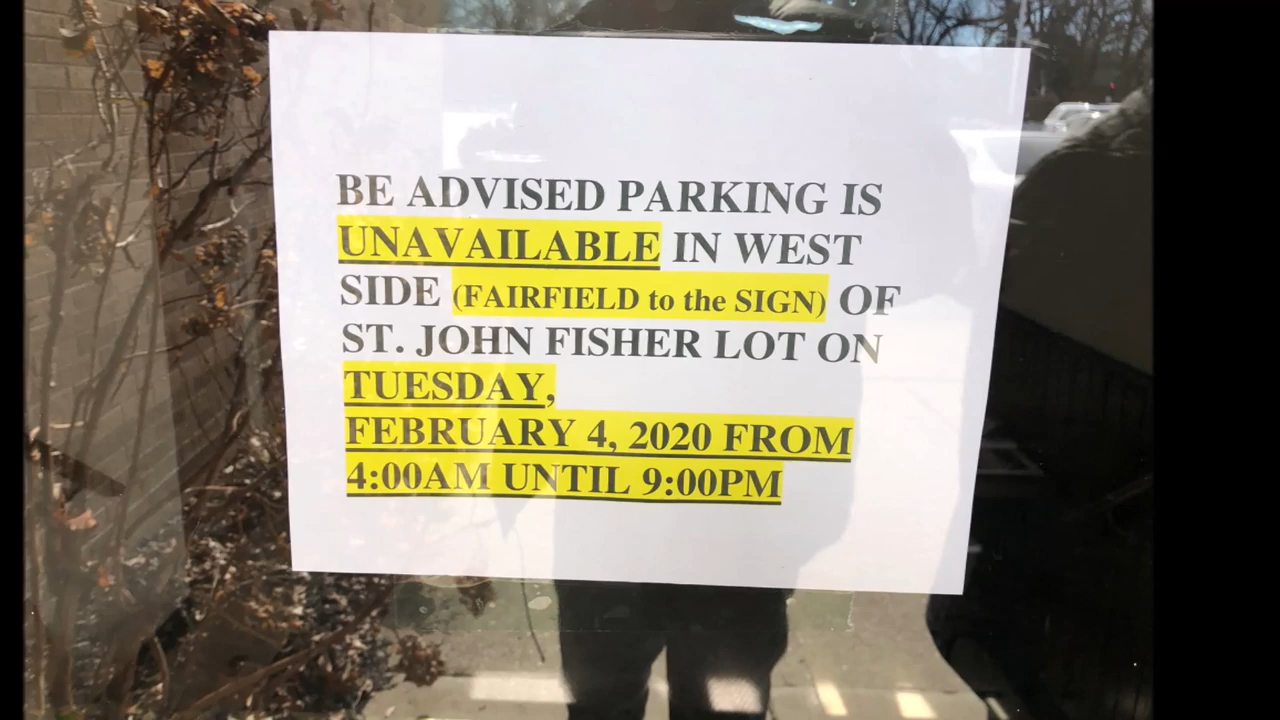 BE ADVISED PARKING IS
UNAVAILABLE IN WEST
SIDE (FAIRFIELD to the SIGN) OF
ST. JOHN FISHER LOT ON
TUESDAY,
FEBRUARY 4, 2020 FROM
4:00AM UNTIL 9:00PM